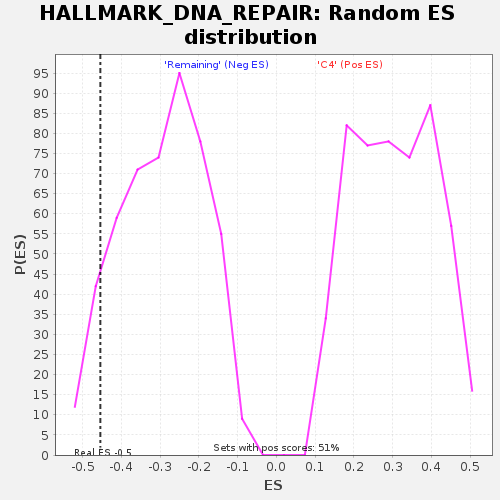 HALLMARK_DNA_REPAIR: Random ES
distribution
'Remaining' (Neg ES) 'C4' (Pos ES)
95
90
85
80
75
70
65
60
55
50
45
40
35
30
25
20
15
10
5
0
P(ES)
Real ES -0.5
Sets with pos scores: 51%
-0.5 -0.4 -0.3 -0.2 -0.1 0.0 0.1 0.2 0.3 0.4 0.5
ES